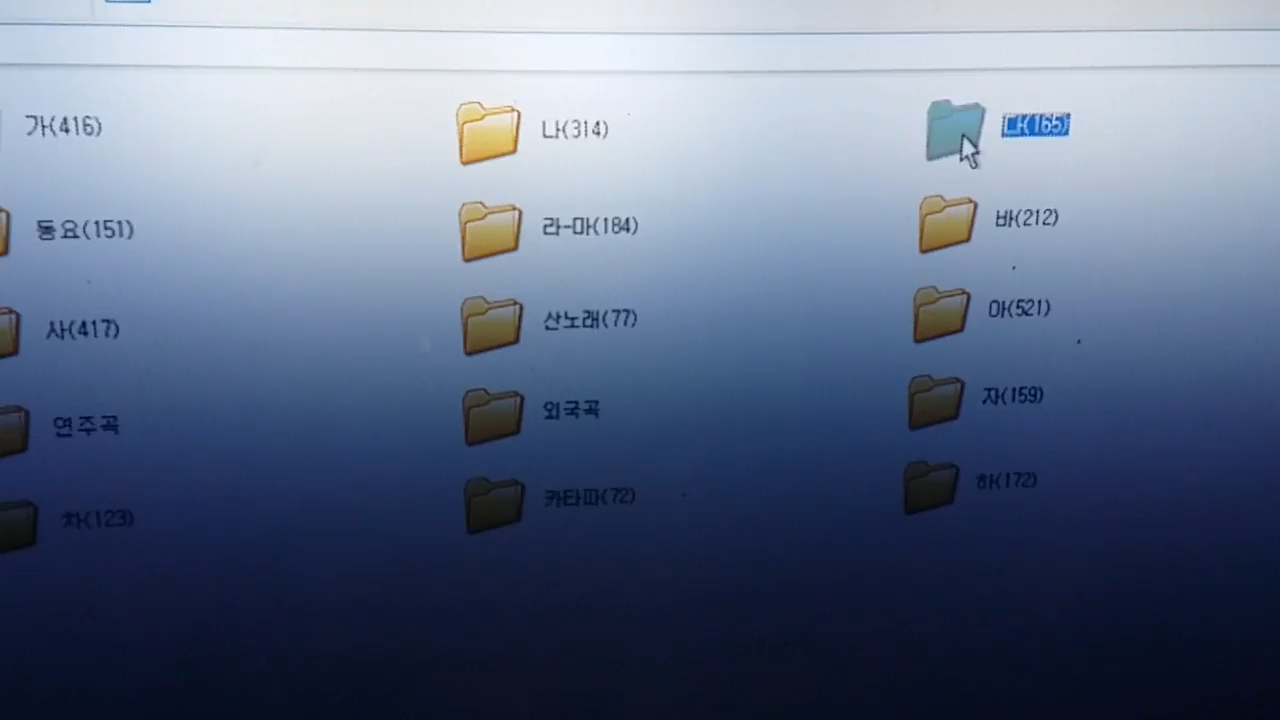 가(416) 나(314) 다(165)
동요(151) 라-마(184) 바(212)
사(417) 산노래(77) 아(521)
연주곡 외국곡 자(159)
차(123) 카타파(72) 하(172)